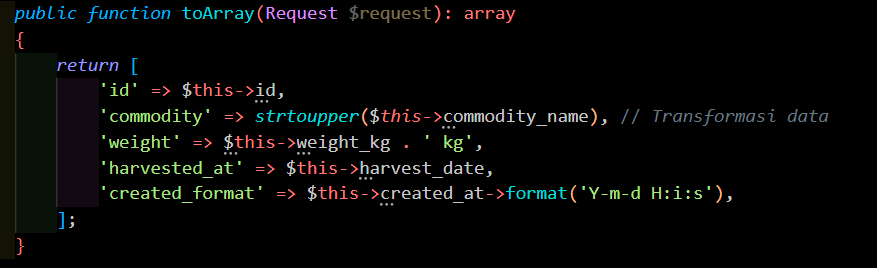 public function toArray(Request $request): array
{
return [
'id' => $this->id,
'commodity' => strtoupper($this->commodity_name), // Transformasi data
'weight' => $this->weight_kg . ' kg',
'harvested_at' => $this->harvest_date,
'created_format' => $this->created_at->format('Y-m-d H:i:s'),
];
}